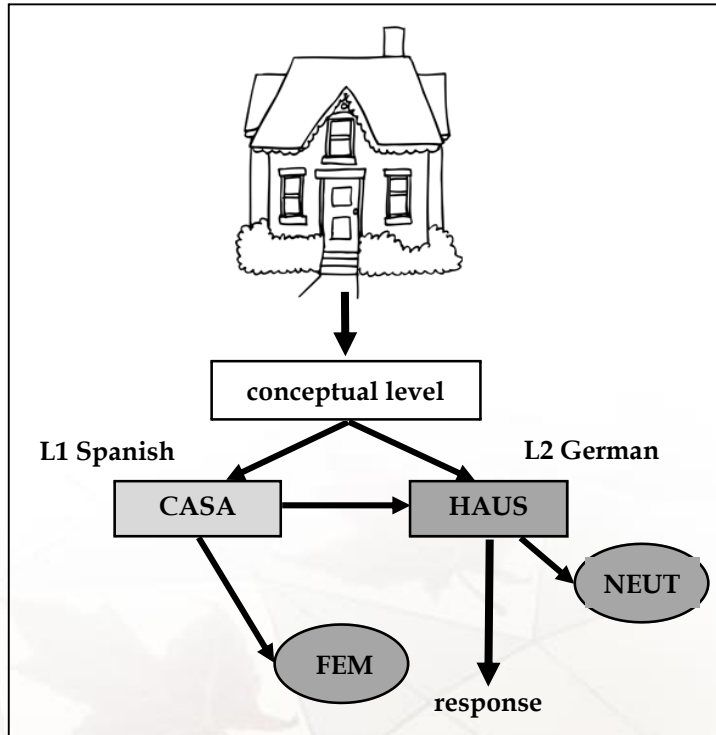 conceptual level
L1 Spanish
L2 German
CASA
HAUS
NEUT
FEM
response